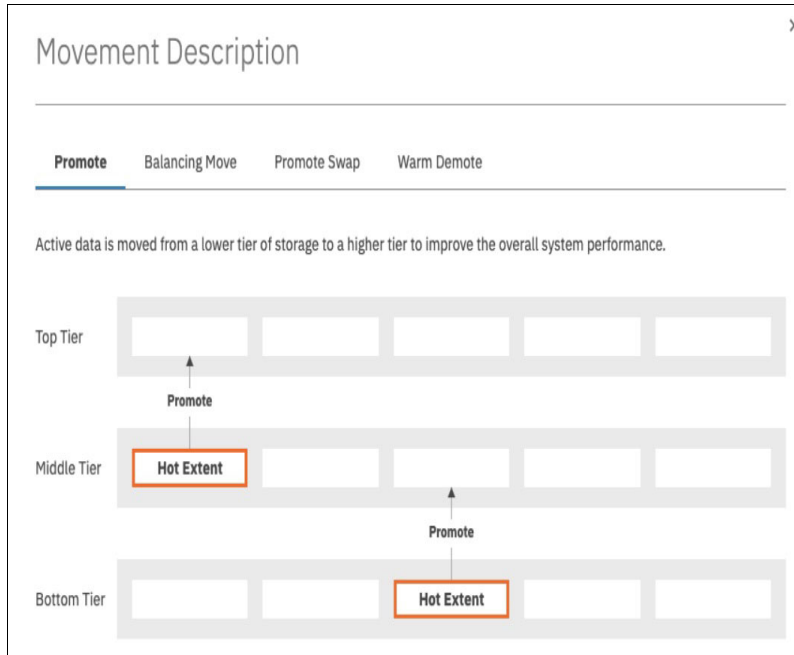 Movement Description
Promote Balancing Move Promote Swap Warm Demote
Active data is moved from a lower tier of storage to a higher tier to improve the overall system performance.
Top Tier
Promote
Middle Tier Hot Extent
Promote
Bottom Tier Hot Extent